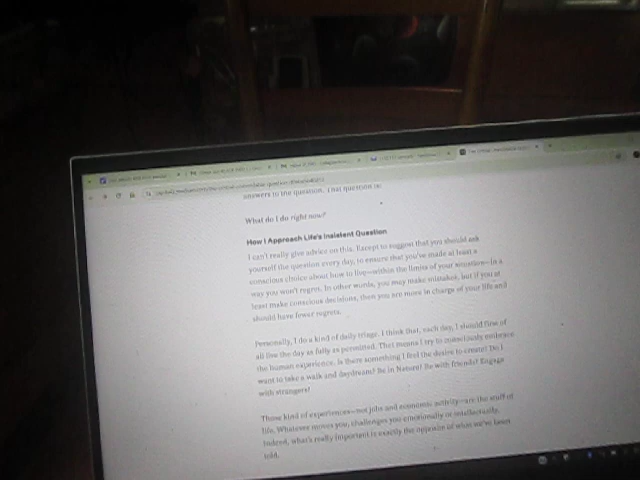 answers to the question. That question is:
What do I do right now?
How I Approach Life's Insistent Question
I can't really give advice on this. Except to suggest that you should ask
yourself the question every day, to ensure that you've made at least a
conscious choice about how to live—within the limits of your situation—in a
way you won't regret. In other words, you may make mistakes, but if you at
least make conscious decisions, then you are more in charge of your life and
should have fewer regrets.
Personally, I do a kind of daily triage. I think that, each day, I should first of
all live the day as fully as permitted. That means I try to consciously embrace
the human experience. Is there something I feel the desire to create? Do I
want to take a walk and daydream? Be in Nature? Be with friends? Engage
with strangers?
Those kind of experiences—not jobs and economic activity—are the stuff of
life. Whatever moves you, challenges you emotionally or intellectually.
Indeed, what's really important is exactly the opposite of what we've been
told.